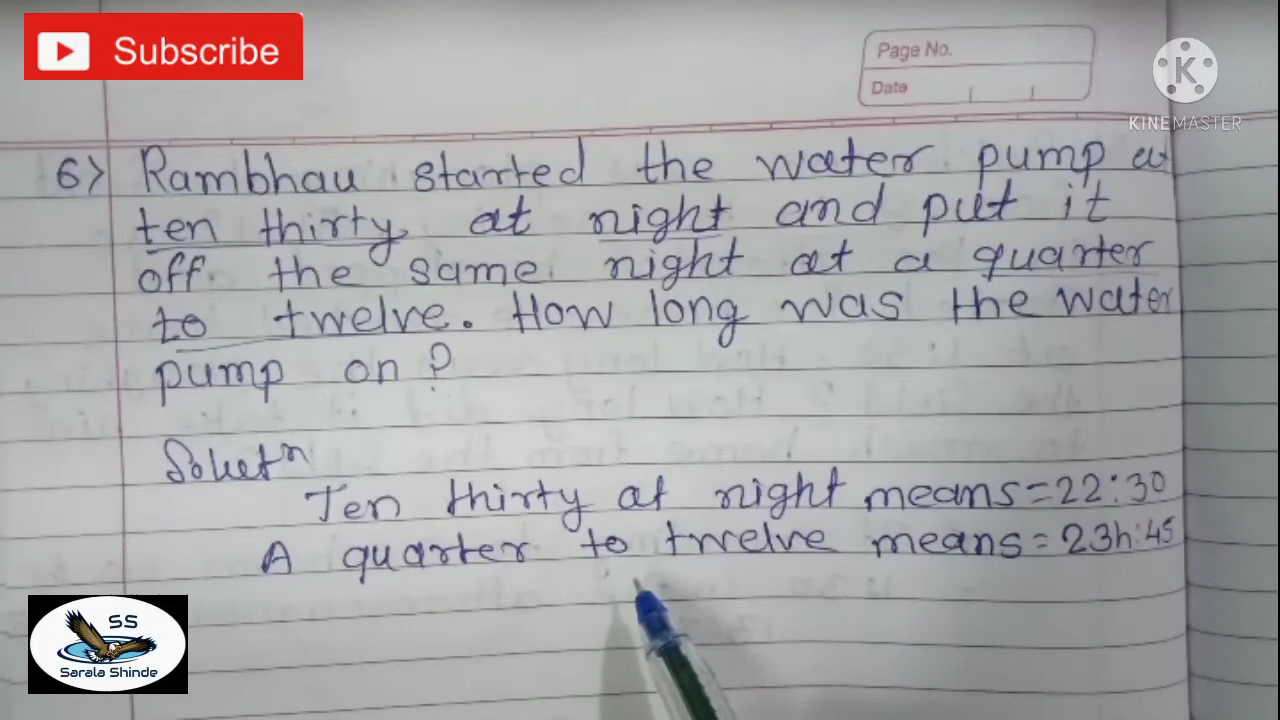 Subscribe
Page No.
Date
KINEMASTER
6) Rambhau started the water pump at
ten thirty at night and put it
off the same night at a quarter
to twelve. How long was the water
pump on?
Soluetn
Ten thirty at night means=22:30
A quarter to twelve means=23h:45
SS
Sarala Shinde